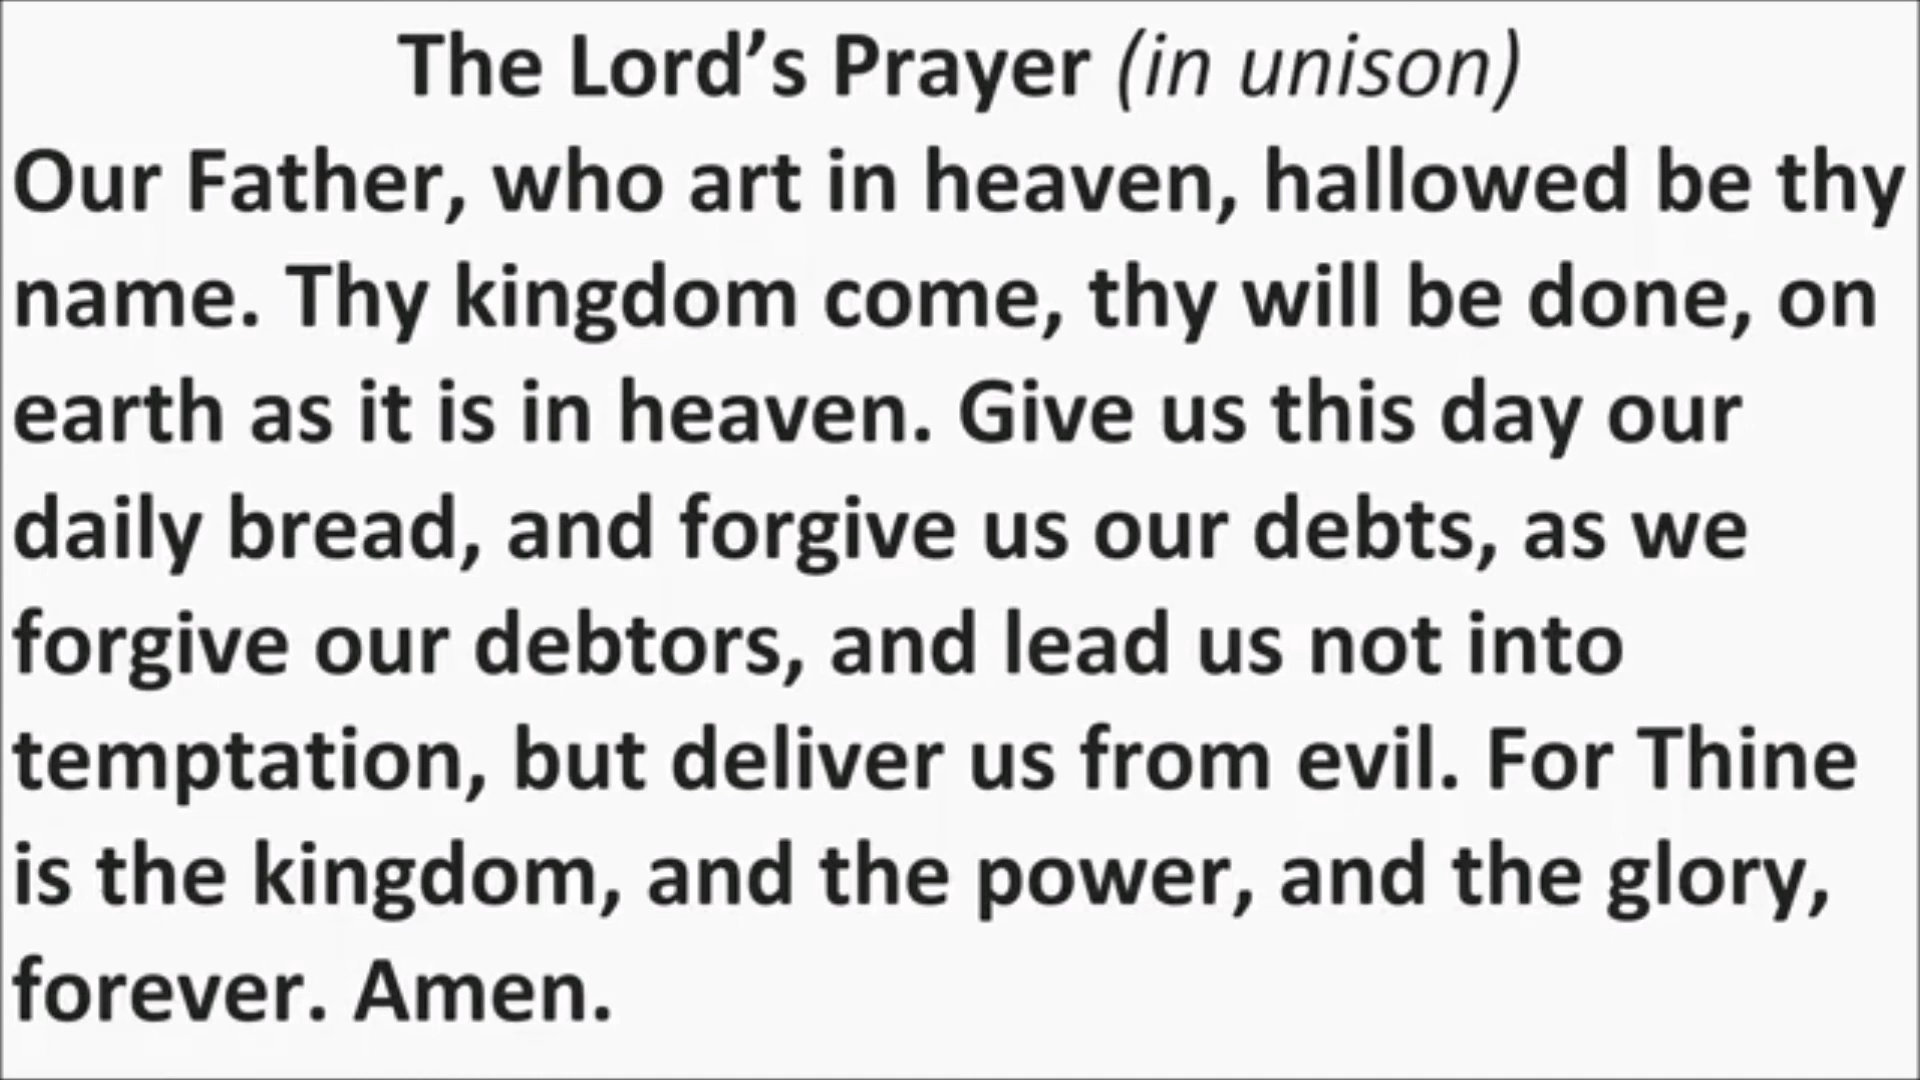 The Lord’s Prayer (in unison)
Our Father, who art in heaven, hallowed be thy
name. Thy kingdom come, thy will be done, on
earth as it is in heaven. Give us this day our
daily bread, and forgive us our debts, as we
forgive our debtors, and lead us not into
temptation, but deliver us from evil. For Thine
is the kingdom, and the power, and the glory,
forever. Amen.